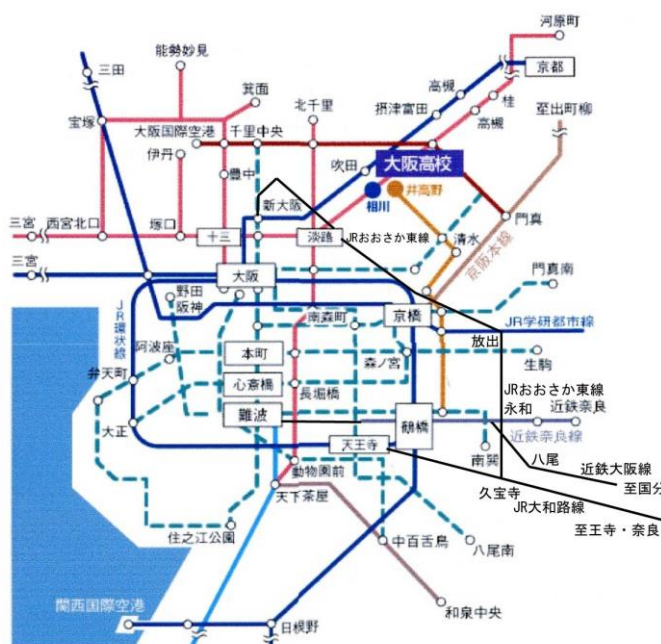 河原町
能勢妙見
三田
京都
箕面
高槻
桂
北千里
摂津富田
宝塚
大阪国際空港
千里中央
高槻
至出町柳
伊丹
大阪高校
吹田
豊中
相川
井高野
新大阪
門真
三宮
西宮北口
塚口
十三
淡路
JRおおさか東線
清水
京阪本線
三宮
大阪
門真南
野田
阪神
JR環状線
南森町
京橋
JR学研都市線
放出
阿波座
本町
森ノ宮
生駒
弁天町
心斎橋
長堀橋
JRおおさか東線
永和
近鉄奈良
難波
鶴橋
大正
近鉄奈良線
天王寺
南巽
八尾
動物園前
近鉄大阪線
至国分
天下茶屋
久宝寺
JR大和路線
住之江公園
中百舌鳥
八尾南
至王寺・奈良
関西国際空港
日根野
和泉中央